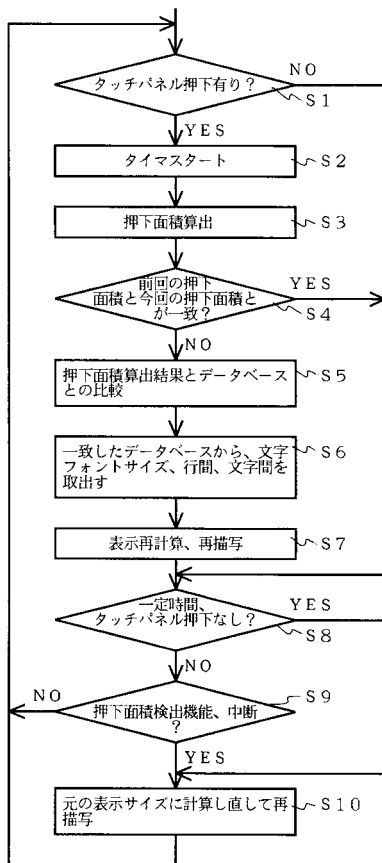 タッチパネル押下有り？
NO
S1
YES
タイマスタート
S2
押下面積算出
S3
前回の押下
面積と今回の押下面積と
が一致？
YES
S4
NO
押下面積算出結果とデータベース
との比較
S5
一致したデータベースから、文字
フォントサイズ、行間、文字間を
取出す
S6
表示再計算、再描写
S7
一定時間、
タッチパネル押下なし？
YES
S8
NO
NO
押下面積検出機能、中断
？
S9
YES
元の表示サイズに計算し直して再
描写
S10